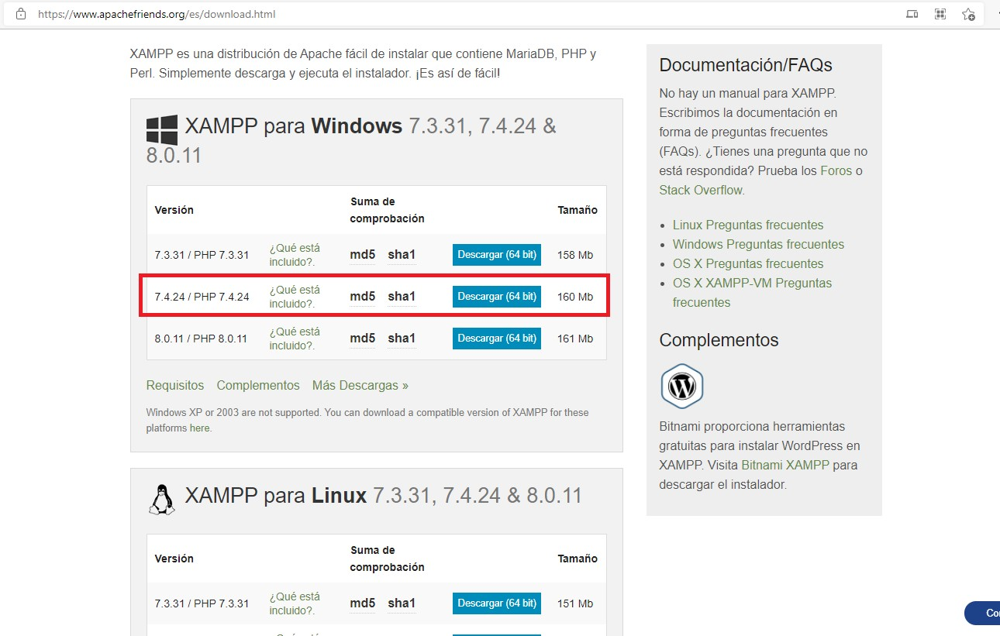 https://www.apachefriends.org/es/download.html
XAMPP es una distribución de Apache fácil de instalar que contiene MariaDB, PHP y
Perl. Simplemente descarga y ejecuta el instalador. ¡Es así de fácil!
XAMPP para Windows 7.3.31, 7.4.24 &
8.0.11
Versión
Suma de
comprobación
Tamaño
7.3.31 / PHP 7.3.31
¿Qué está
incluido?.
md5 sha1
Descargar (64 bit)
158 Mb
7.4.24 / PHP 7.4.24
¿Qué está
incluido?.
md5 sha1
Descargar (64 bit)
160 Mb
8.0.11 / PHP 8.0.11
¿Qué está
incluido?.
md5 sha1
Descargar (64 bit)
161 Mb
Requisitos Complementos Más Descargas »
Windows XP or 2003 are not supported. You can download a compatible version of XAMPP for these
platforms here.
XAMPP para Linux 7.3.31, 7.4.24 & 8.0.11
Versión
Suma de
comprobación
Tamaño
7.3.31 / PHP 7.3.31
¿Qué está
incluido?.
md5 sha1
Descargar (64 bit)
151 Mb
Documentación/FAQs
No hay un manual para XAMPP.
Escribimos la documentación en
forma de preguntas frecuentes
(FAQs). ¿Tienes una pregunta que no
está respondida? Prueba los Foros o
Stack Overflow.
Linux Preguntas frecuentes
Windows Preguntas frecuentes
OS X Preguntas frecuentes
OS X XAMPP-VM Preguntas
frecuentes
Complementos
Bitnami proporciona herramientas
gratuitas para instalar WordPress en
XAMPP. Visita Bitnami XAMPP para
descargar el instalador.